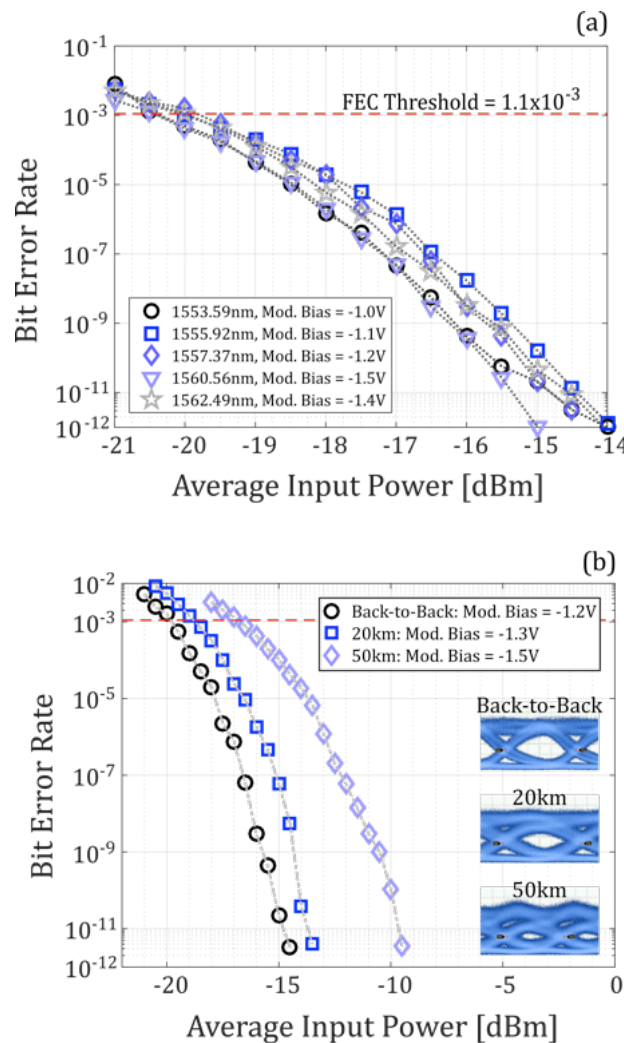 (a)
Bit Error Rate
10-1
10-3
10-5
10-7
10-9
10-11
10-12
FEC Threshold = 1.1x10-3
1553.59nm, Mod. Bias = -1.0V
1555.92nm, Mod. Bias = -1.1V
1557.37nm, Mod. Bias = -1.2V
1560.56nm, Mod. Bias = -1.5V
1562.49nm, Mod. Bias = -1.4V
-21 -20 -19 -18 -17 -16 -15 -14
Average Input Power [dBm]
(b)
Bit Error Rate
10-2
10-3
10-5
10-7
10-9
10-11
10-12
Back-to-Back: Mod. Bias = -1.2V
20km: Mod. Bias = -1.3V
50km: Mod. Bias = -1.5V
Back-to-Back
20km
50km
-20 -15 -10 -5 0
Average Input Power [dBm]